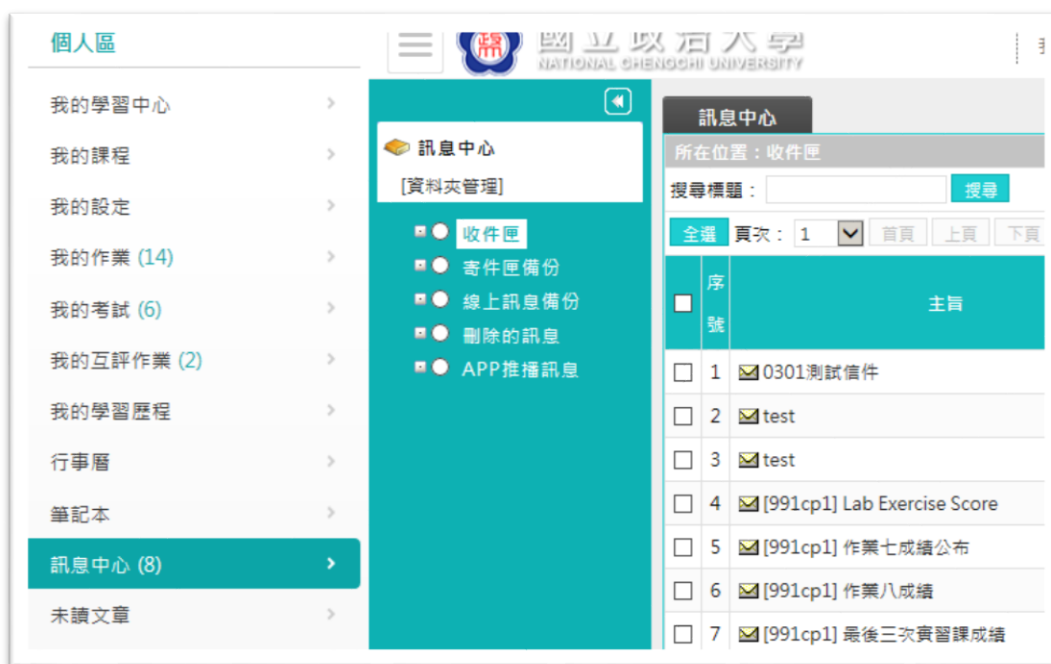 個人區
我的學習中心
我的課程
我的設定
我的作業 (14)
我的考試 (6)
我的互評作業 (2)
我的學習歷程
行事曆
筆記本
訊息中心 (8)
未讀文章
國立政治大學
NATIONAL CHENGCHI UNIVERSITY
訊息中心
[資料夾管理]
收件匣
寄件匣備份
線上訊息備份
刪除的訊息
APP推播訊息
訊息中心
所在位置：收件匣
搜尋標題： 搜尋
全選 頁次： 1 首頁 上頁 下頁
序號 主旨
1 0301測試信件
2 test
3 test
4 [991cp1] Lab Exercise Score
5 [991cp1] 作業七成績公布
6 [991cp1] 作業八成績
7 [991cp1] 最後三次實習課成績